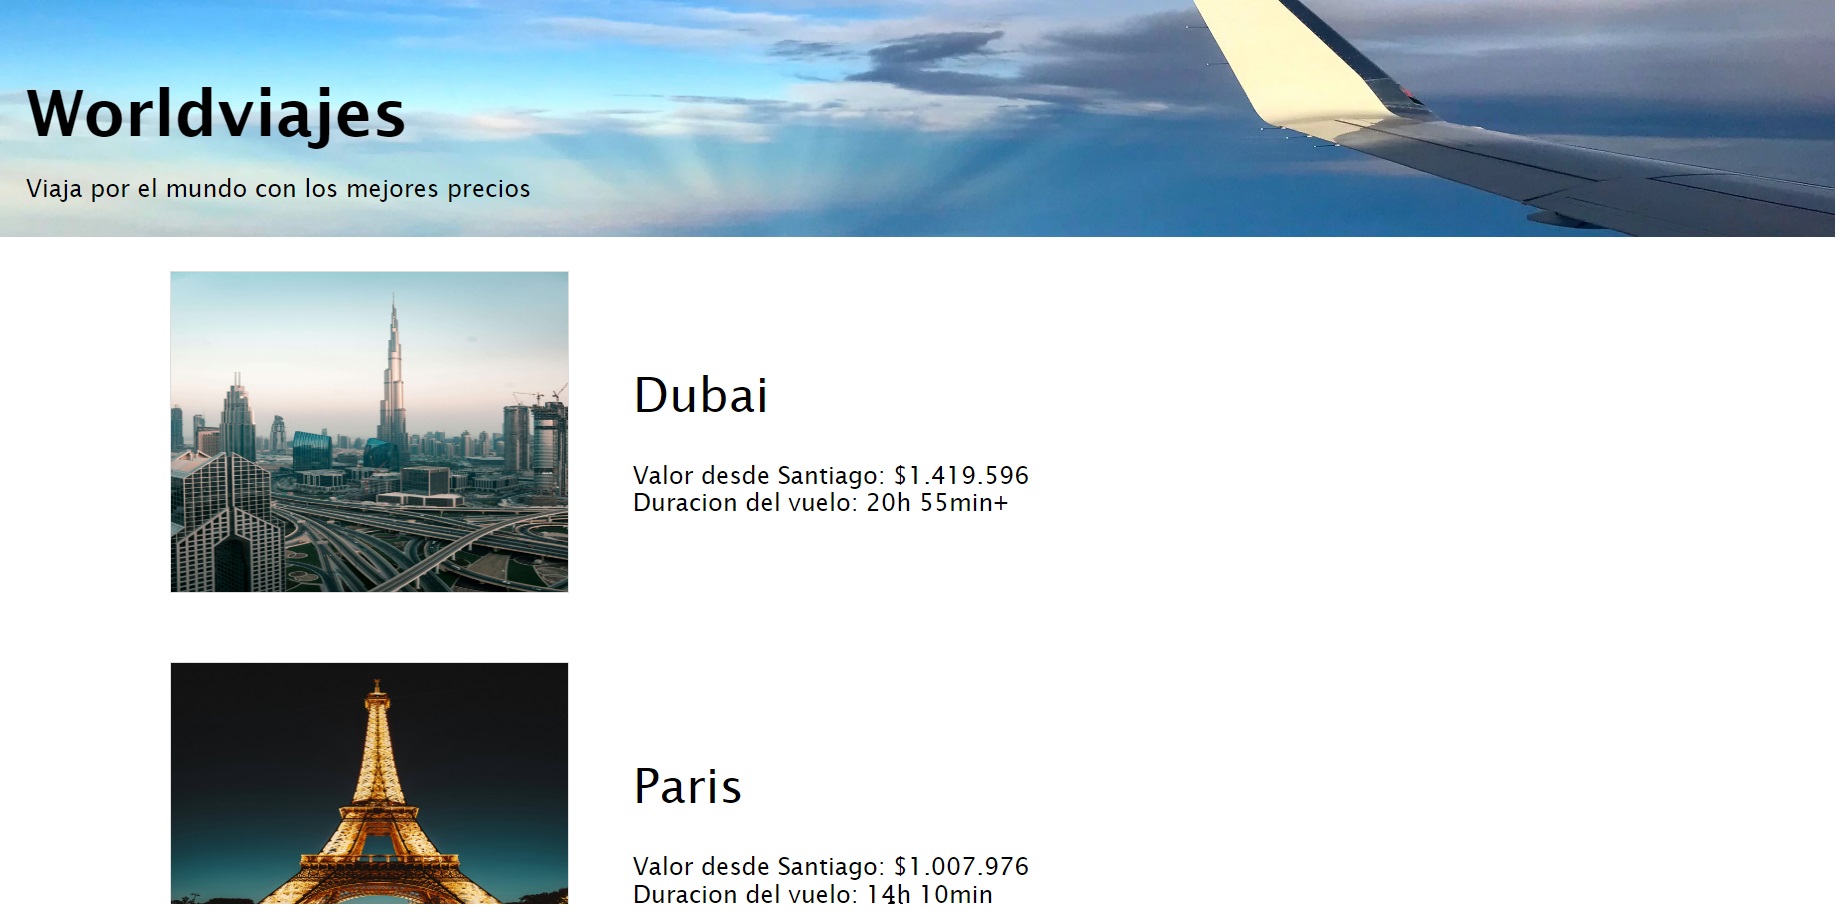 Worldviajes
Viaja por el mundo con los mejores precios
Dubai
Valor desde Santiago: $1.419.596
Duracion del vuelo: 20h 55min+
Paris
Valor desde Santiago: $1.007.976
Duracion del vuelo: 14h 10min